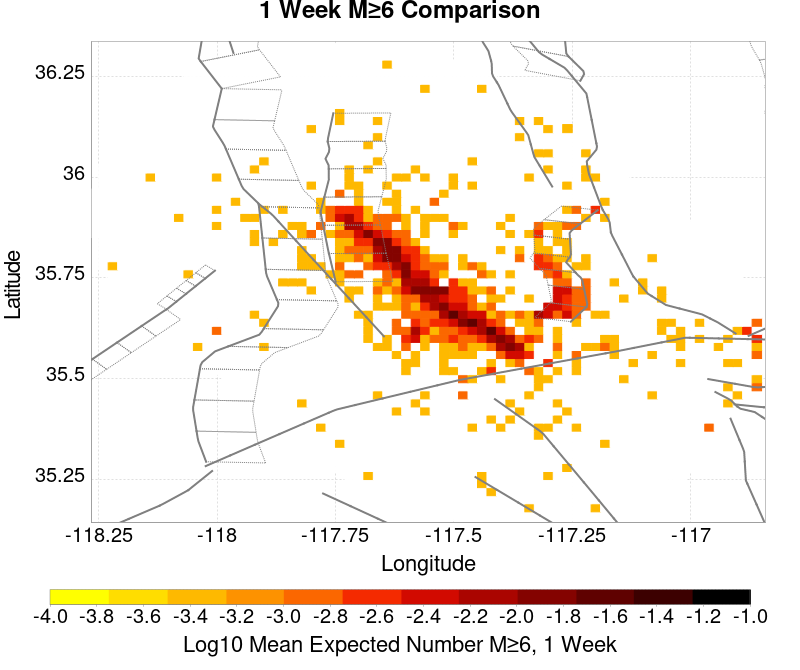 1 Week M≥6 Comparison
36.25
36
35.75
35.5
35.25
Latitude
-118.25 -118 -117.75 -117.5 -117.25 -117
Longitude
-4.0 -3.8 -3.6 -3.4 -3.2 -3.0 -2.8 -2.6 -2.4 -2.2 -2.0 -1.8 -1.6 -1.4 -1.2 -1.0
Log10 Mean Expected Number M≥6, 1 Week